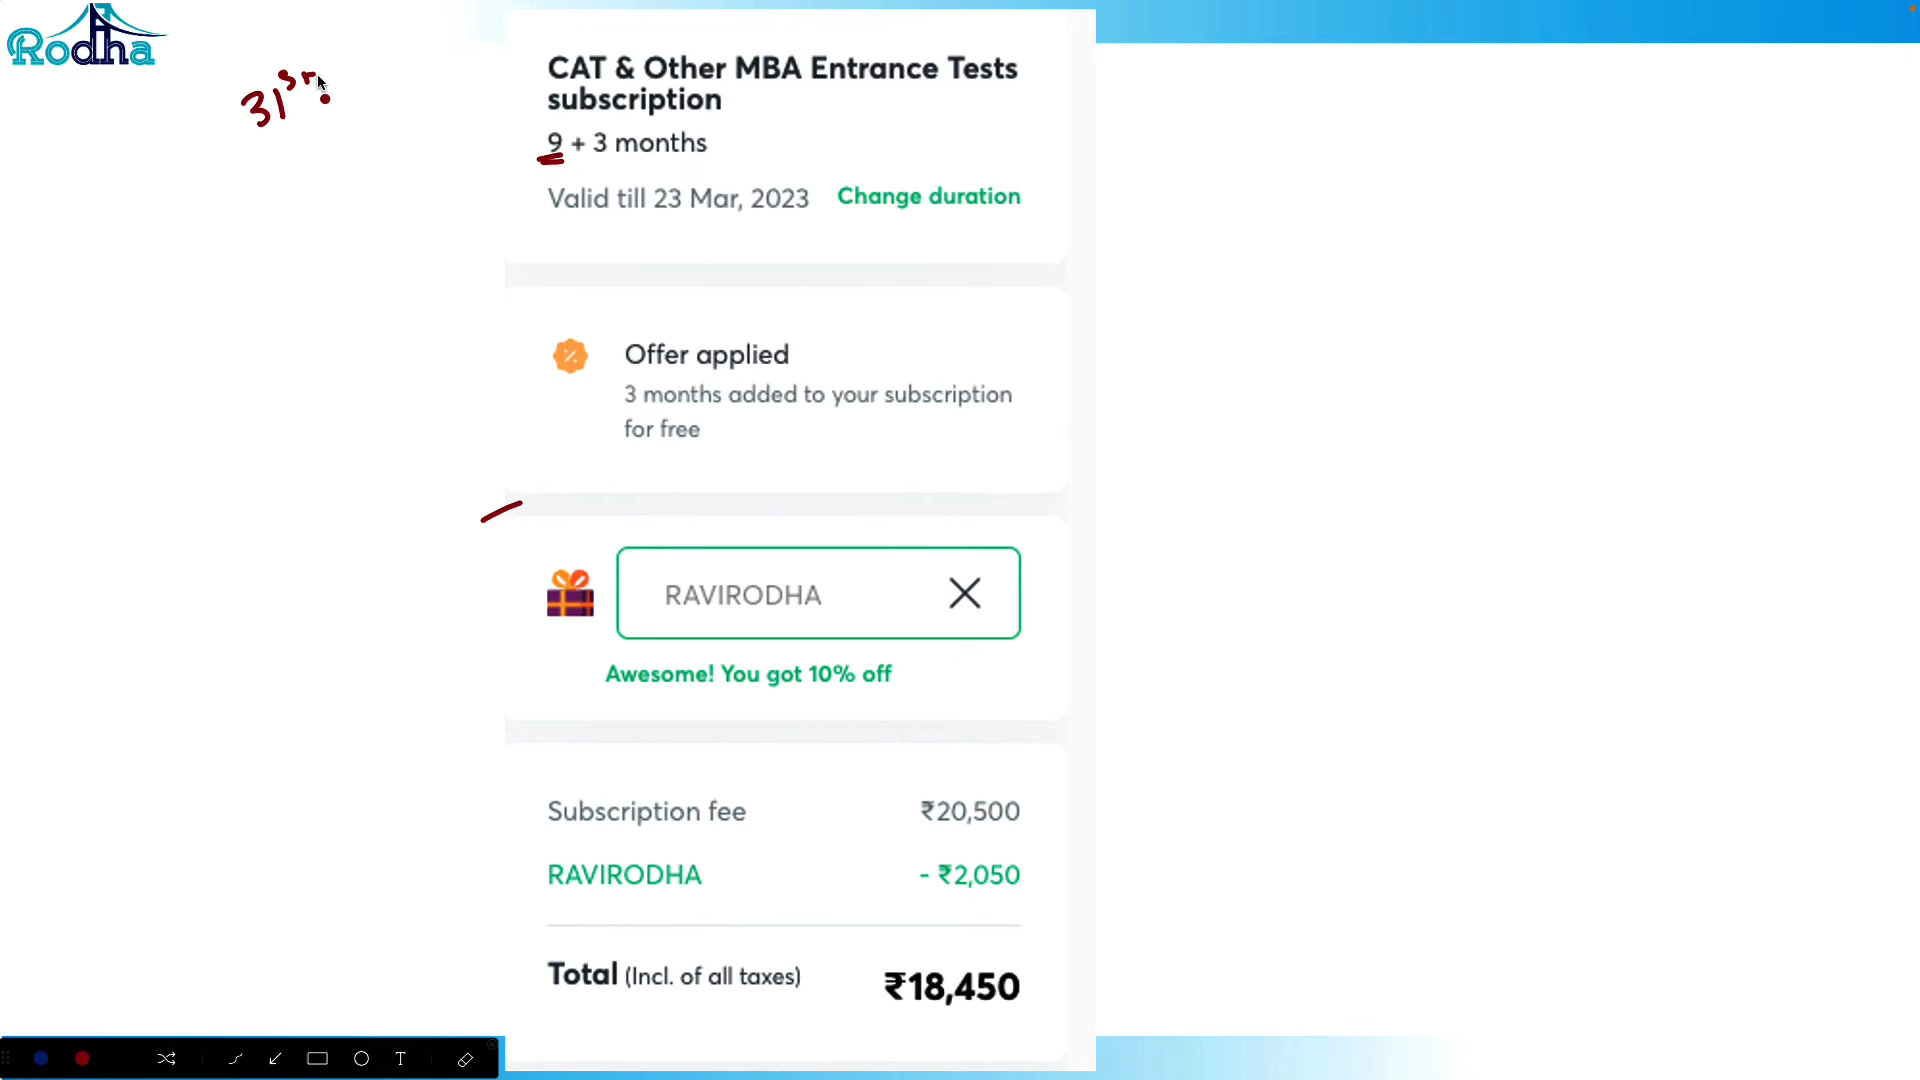 Rodha
31s
CAT & Other MBA Entrance Tests
subscription
9 + 3 months
Valid till 23 Mar, 2023 Change duration
Offer applied
3 months added to your subscription
for free
RAVIRODHA
Awesome! You got 10% off
Subscription fee ₹20,500
RAVIRODHA - ₹2,050
Total (Incl. of all taxes) ₹18,450
T